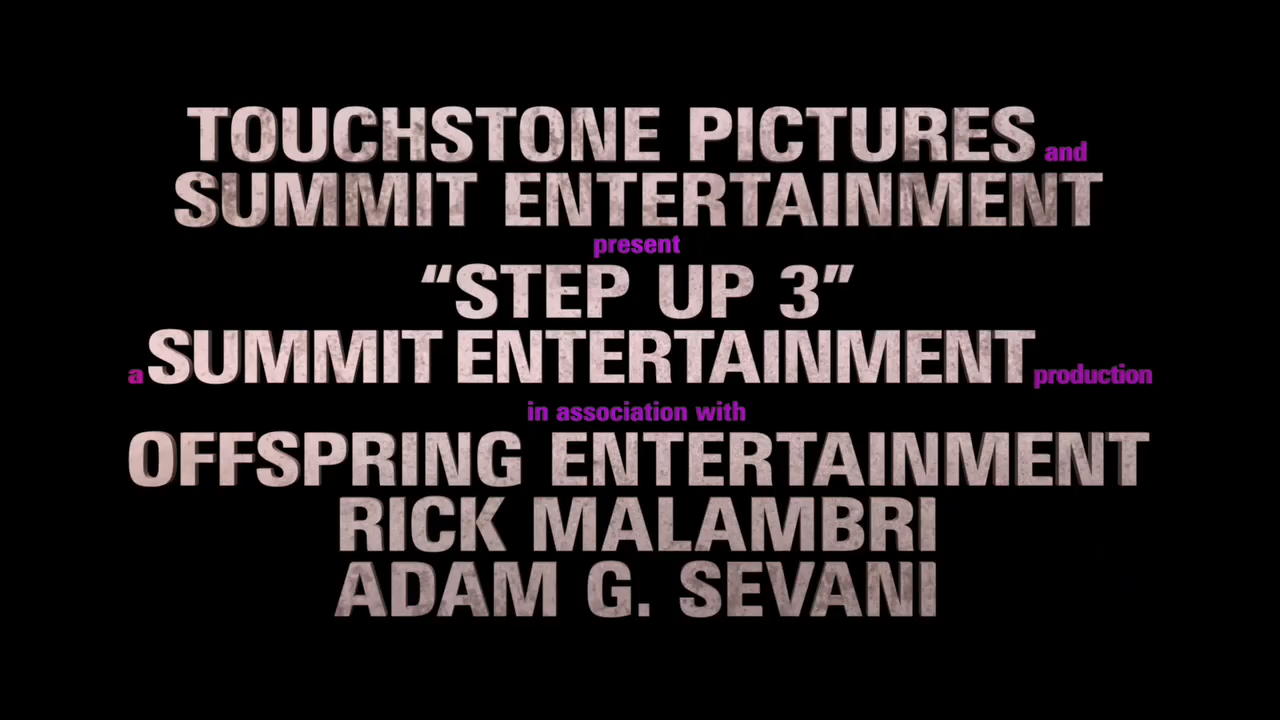 TOUCHSTONE PICTURES and
SUMMIT ENTERTAINMENT
present
“STEP UP 3”
a SUMMIT ENTERTAINMENT production
in association with
OFFSPRING ENTERTAINMENT
RICK MALAMBRI
ADAM G. SEVANI